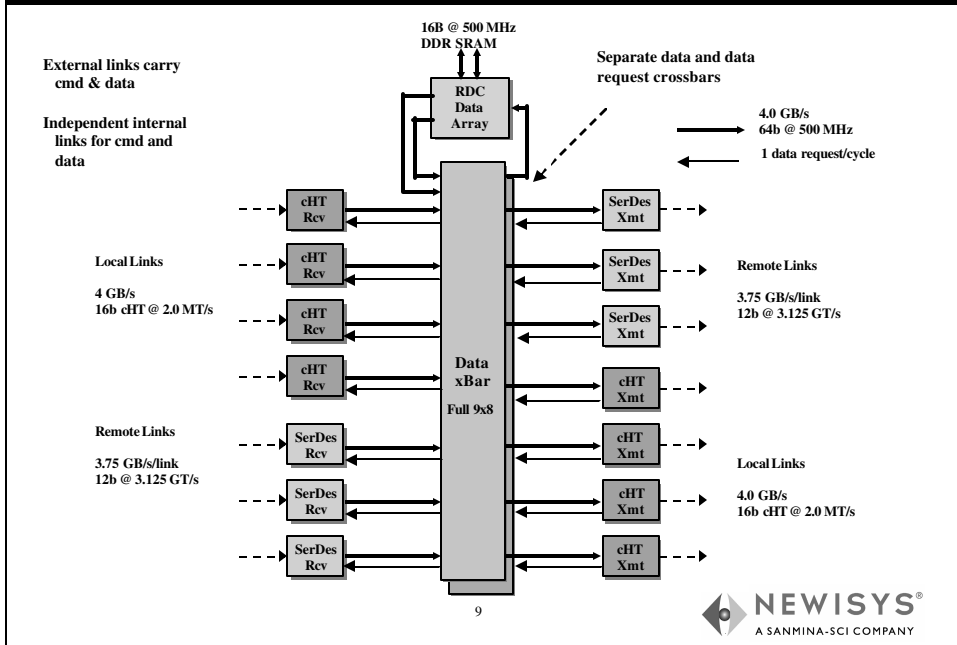 16B @ 500 MHz
DDR SRAM
External links carry
cmd & data
Independent internal
links for cmd and
data
RDC
Data
Array
Separate data and data
request crossbars
4.0 GB/s
64b @ 500 MHz
1 data request/cycle
cHT
Rcv
cHT
Rcv
cHT
Rcv
cHT
Rcv
Local Links
4 GB/s
16b cHT @ 2.0 MT/s
SerDes
Rcv
SerDes
Rcv
SerDes
Rcv
Remote Links
3.75 GB/s/link
12b @ 3.125 GT/s
Data
xBar
Full 9x8
SerDes
Xmt
SerDes
Xmt
SerDes
Xmt
Remote Links
3.75 GB/s/link
12b @ 3.125 GT/s
cHT
Xmt
cHT
Xmt
cHT
Xmt
cHT
Xmt
Local Links
4.0 GB/s
16b cHT @ 2.0 MT/s
9
NEWISYS®
A SANMINA-SCI COMPANY